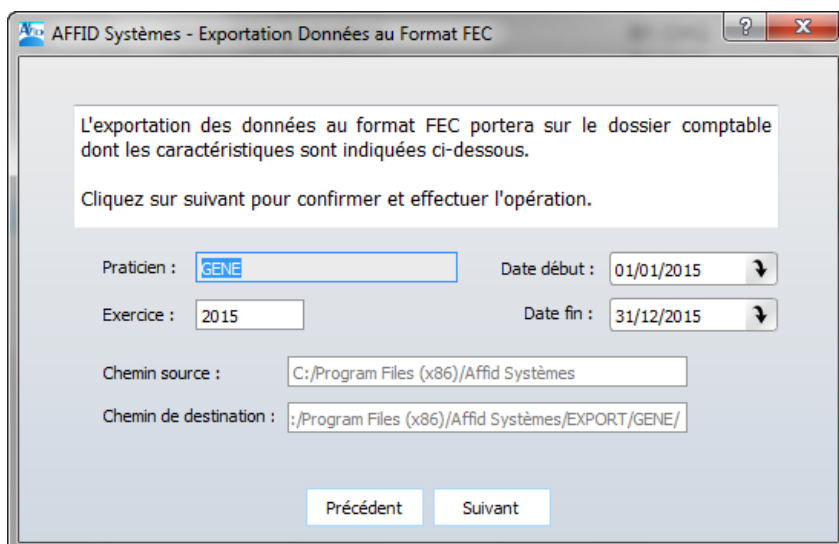 AFFID Systèmes - Exportation Données au Format FEC
L'exportation des données au format FEC portera sur le dossier comptable
dont les caractéristiques sont indiquées ci-dessous.
Cliquez sur suivant pour confirmer et effectuer l'opération.
Praticien : GENE Date début : 01/01/2015
Exercice : 2015 Date fin : 31/12/2015
Chemin source : C:/Program Files (x86)/Affid Systèmes
Chemin de destination : :/Program Files (x86)/Affid Systèmes/EXPORT/GENE/
Précédent Suivant